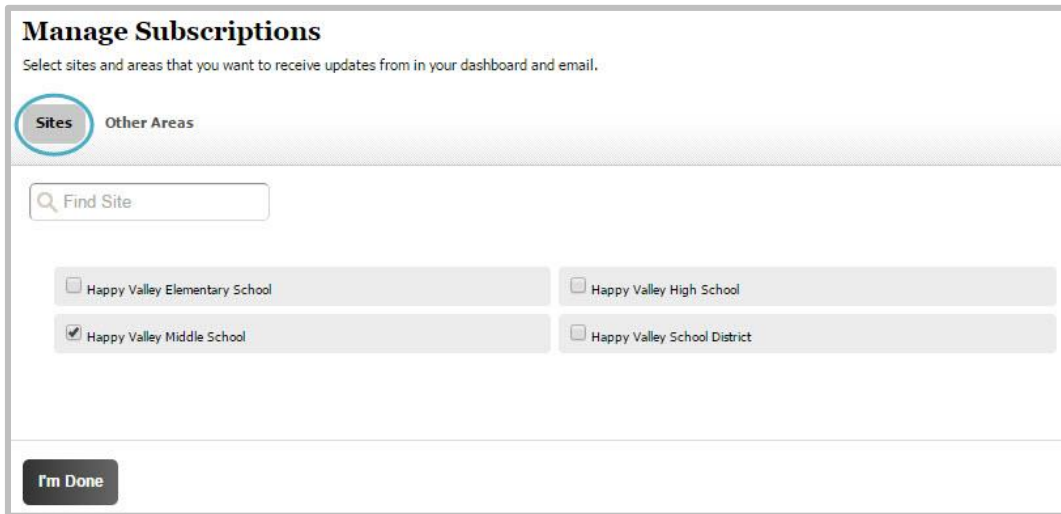 Manage Subscriptions
Select sites and areas that you want to receive updates from in your dashboard and email.
Sites Other Areas
Find Site
Happy Valley Elementary School Happy Valley High School
Happy Valley Middle School Happy Valley School District
I'm Done